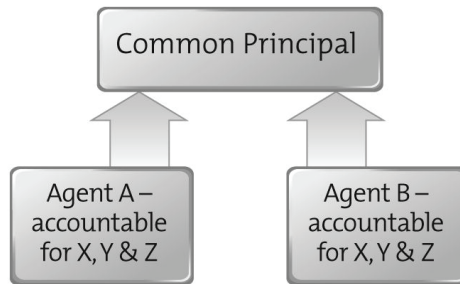 Common Principal
Agent A –
accountable
for X, Y & Z
Agent B –
accountable
for X, Y & Z